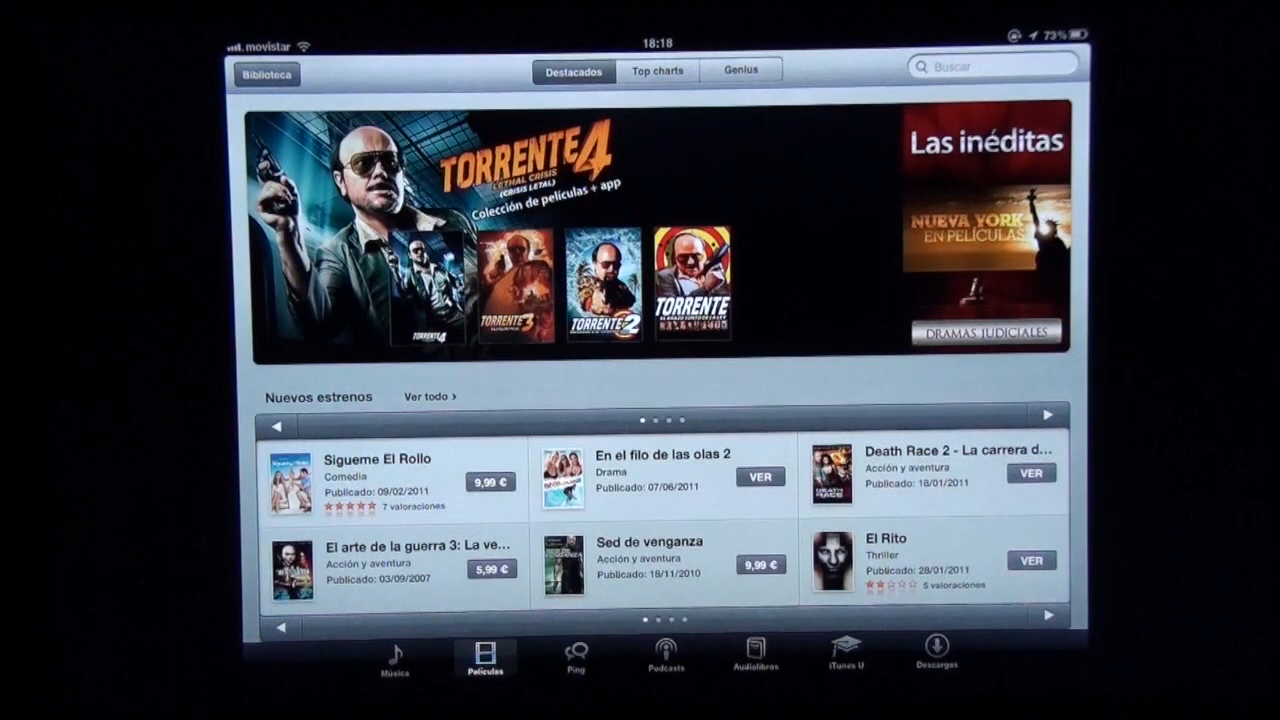 movistar
18:18
73%
Biblioteca
Destacados
Top charts
Genius
Buscar
TORRENTE 4
LETHAL CRISIS
(CRISIS LETAL)
Colección de películas + app
Las inéditas
NUEVA YORK
EN PELÍCULAS
DRAMAS JUDICIALES
TORRENTE 4
TORRENTE 3
TORRENTE 2
TORRENTE
Nuevos estrenos
Ver todo ›
Sigueme El Rollo
Comedia
Publicado: 09/02/2011
7 valoraciones
9,99 €
En el filo de las olas 2
Drama
Publicado: 07/06/2011
VER
Death Race 2 - La carrera d...
Acción y aventura
Publicado: 18/01/2011
VER
El arte de la guerra 3: La ve...
Acción y aventura
Publicado: 03/09/2007
5,99 €
Sed de venganza
Acción y aventura
Publicado: 18/11/2010
9,99 €
El Rito
Thriller
Publicado: 28/01/2011
5 valoraciones
VER
Música
Películas
Ping
Podcasts
Audiolibros
iTunes U
Descargas